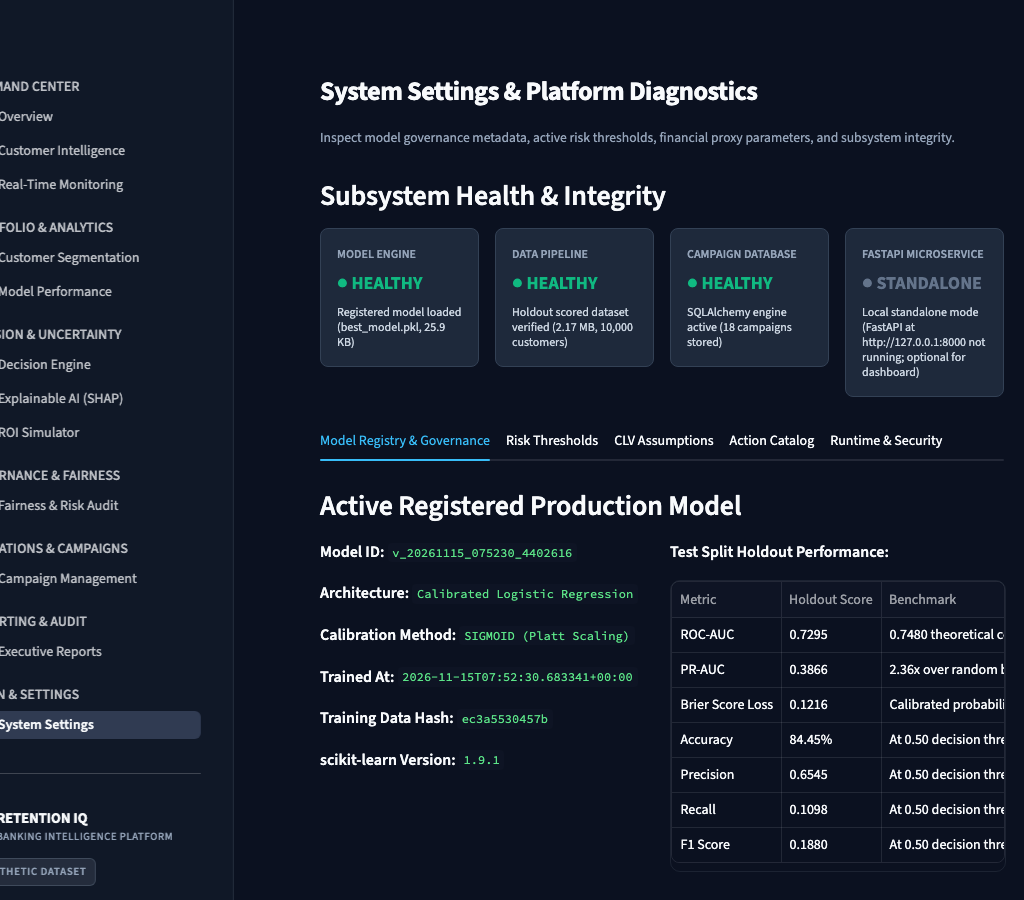 MAND CENTER
Overview
Customer Intelligence
Real-Time Monitoring
FOLIO & ANALYTICS
Customer Segmentation
Model Performance
SION & UNCERTAINTY
Decision Engine
Explainable AI (SHAP)
ROI Simulator
RNANCE & FAIRNESS
Fairness & Risk Audit
ATIONS & CAMPAIGNS
Campaign Management
RTING & AUDIT
Executive Reports
N & SETTINGS
System Settings
RETENTION IQ
BANKING INTELLIGENCE PLATFORM
THETIC DATASET
System Settings & Platform Diagnostics
Inspect model governance metadata, active risk thresholds, financial proxy parameters, and subsystem integrity.
Subsystem Health & Integrity
MODEL ENGINE
HEALTHY
Registered model loaded
(best_model.pkl, 25.9
KB)
DATA PIPELINE
HEALTHY
Holdout scored dataset
(2.17 MB, 10,000
customers)
CAMPAIGN DATABASE
HEALTHY
SQLAlchemy engine
active (18 campaigns
stored)
FASTAPI MICROSERVICE
STANDALONE
Local standalone mode
(FastAPI at
http://127.0.0.1:8000 not
running; optional for
dashboard)
Model Registry & Governance Risk Thresholds CLV Assumptions Action Catalog Runtime & Security
Active Registered Production Model
Model ID: v_20261115_075230_4402616
Architecture: Calibrated Logistic Regression
Calibration Method: SIGMOID (Platt Scaling)
Trained At: 2026-11-15T07:52:30.683341+00:00
Training Data Hash: ec3a5530457b
scikit-learn Version: 1.9.1
Test Split Holdout Performance:
Metric Holdout Score Benchmark
ROC-AUC 0.7295 0.7480 theoretical c
PR-AUC 0.3866 2.36x over random b
Brier Score Loss 0.1216 Calibrated probabili
Accuracy 84.45% At 0.50 decision thre
Precision 0.6545 At 0.50 decision thre
Recall 0.1098 At 0.50 decision thre
F1 Score 0.1880 At 0.50 decision thre